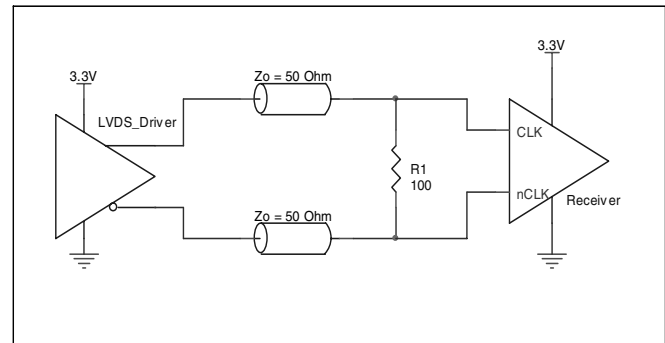 3.3V
LVDS_Driver
Zo = 50 Ohm
Zo = 50 Ohm
R1
100
3.3V
CLK
nCLK
Receiver